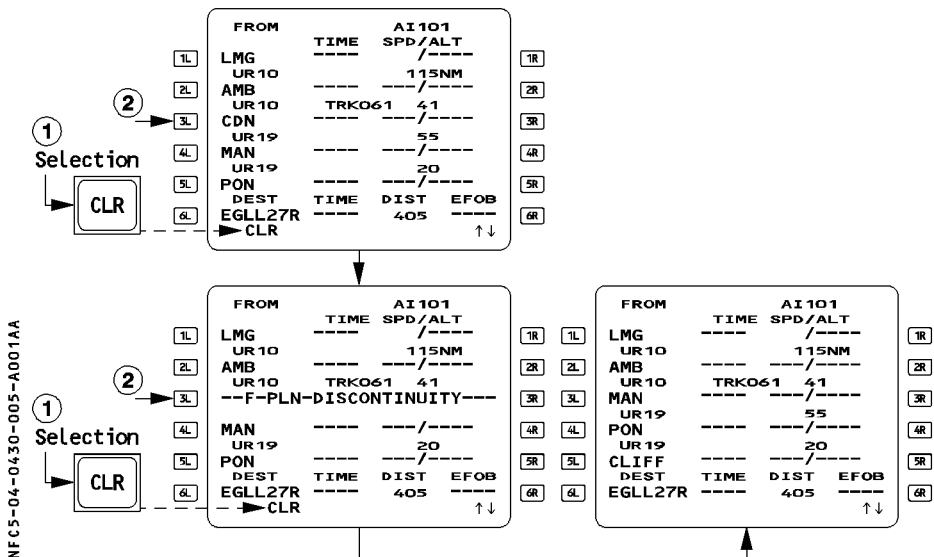 FROM AI101
TIME SPD/ALT
1L LMG ---- ----/---- 1R
UR10 115NM
2L AMB ---- ----/---- 2R
UR10 TRK061 41
2
3L CDN ---- ----/---- 3R
UR19 55
1
Selection
4L MAN ---- ----/---- 4R
UR19 20
5L PON ---- ----/---- 5R
CLR
DEST TIME DIST EFOB
6L EGLL27R ---- 405 ---- 6R
CLR ↑↓
FROM AI101
TIME SPD/ALT
1L LMG ---- ----/---- 1R
UR10 115NM
2L AMB ---- ----/---- 2R
UR10 TRK061 41
2
3L --F-PLN-DISCONTINUITY--- 3R
1
Selection
4L MAN ---- ----/---- 4R
UR19 20
5L PON ---- ----/---- 5R
CLR
DEST TIME DIST EFOB
6L EGLL27R ---- 405 ---- 6R
CLR ↑↓
FROM AI101
TIME SPD/ALT
1L LMG ---- ----/---- 1R
UR10 115NM
2L AMB ---- ----/---- 2R
UR10 TRK061 41
3L MAN ---- ----/---- 3R
UR19 55
4L PON ---- ----/---- 4R
UR19 20
5L CLIFF ---- ----/---- 5R
DEST TIME DIST EFOB
6L EGLL27R ---- 405 ---- 6R
↑↓
NFC5-04-0430-005-A001AA